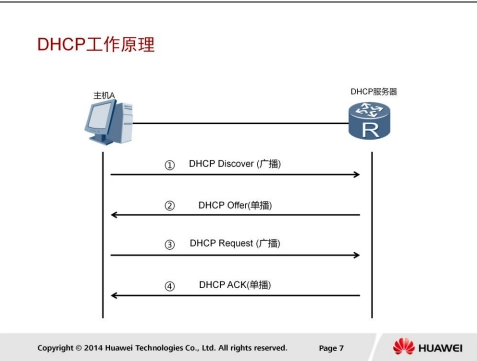 DHCP工作原理
主机A
DHCP服务器
R
① DHCP Discover (广播)
② DHCP Offer(单播)
③ DHCP Request (广播)
④ DHCP ACK(单播)
Copyright © 2014 Huawei Technologies Co., Ltd. All rights reserved. Page 7 HUAWEI